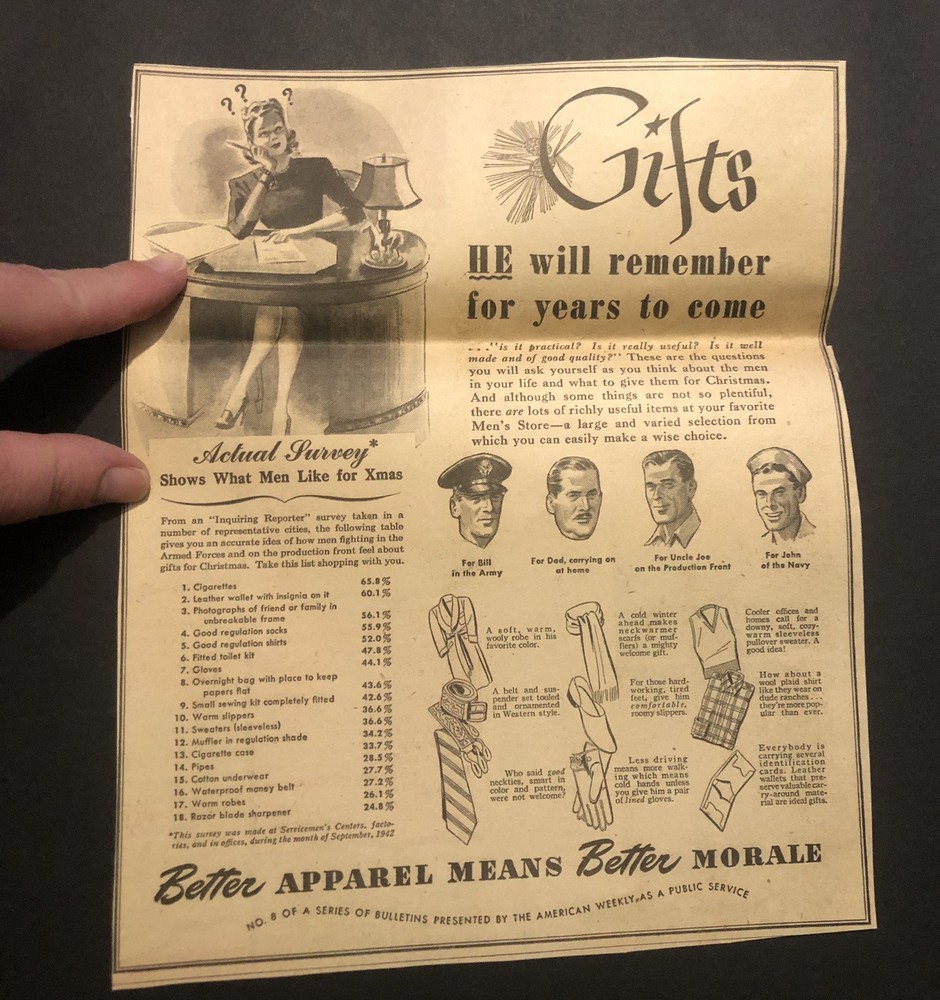 ? ? ?
Gifts
HE will remember
for years to come
..."is it practical? Is it really useful? Is it well
made and of good quality?" These are the questions
you will ask yourself as you think about the men
in your life and what to give them for Christmas.
And although some things are not so plentiful,
there are lots of richly useful items at your favorite
Men's Store—a large and varied selection from
which you can easily make a wise choice.
Actual Survey*
Shows What Men Like for Xmas
From an "Inquiring Reporter" survey taken in a
number of representative cities, the following table
gives you an accurate idea of how men fighting in the
Armed Forces and on the production front feel about
gifts for Christmas. Take this list shopping with you.
1. Cigarettes 65.8%
2. Leather wallet with insignia on it 60.1%
3. Photographs of friend or family in
unbreakable frame 56.1%
4. Good regulation socks 55.9%
5. Good regulation shirts 52.0%
6. Fitted toilet kit 47.8%
7. Gloves 44.1%
8. Overnight bag with place to keep
papers flat 43.6%
9. Small sewing kit completely fitted 42.6%
10. Warm slippers 36.6%
11. Sweaters (sleeveless) 36.6%
12. Muffler in regulation shade 34.2%
13. Cigarette case 33.7%
14. Pipes 28.5%
15. Cotton underwear 27.7%
16. Waterproof money belt 27.2%
17. Warm robes 26.1%
18. Razor blade sharpener 24.8%
*This survey was made at Servicemen's Centers, facto-
ries, and in offices, during the month of September, 1942
For Bill
in the Army
For Dad, carrying on
at home
For Uncle Joe
on the Production Front
For John
of the Navy
A soft, warm,
wooly robe in his
favorite color.
A cold winter
ahead makes
neckwarmer
scarfs (or muf-
flers) a mighty
welcome gift.
Cooler offices and
homes call for a
downy, soft, cozy-
warm sleeveless
pullover sweater. A
good idea!
A belt and sus-
pender set tooled
and ornamented
in Western style.
For those hard-
working, tired
feet, give him
comfortable,
roomy slippers.
How about a
wool plaid shirt
like they wear on
dude ranches...
they're more pop-
ular than ever.
Who said good
neckties, smart in
color and pattern,
were not welcome?
Less driving
means more walk-
ing which means
cold hands unless
you give him a pair
of lined gloves.
Everybody is
carrying several
identification
cards. Leather
wallets that pre-
serve valuable car-
ry-around mate-
rial are ideal gifts.
Better APPAREL MEANS Better MORALE
NO. 8 OF A SERIES OF BULLETINS PRESENTED BY THE AMERICAN WEEKLY, AS A PUBLIC SERVICE